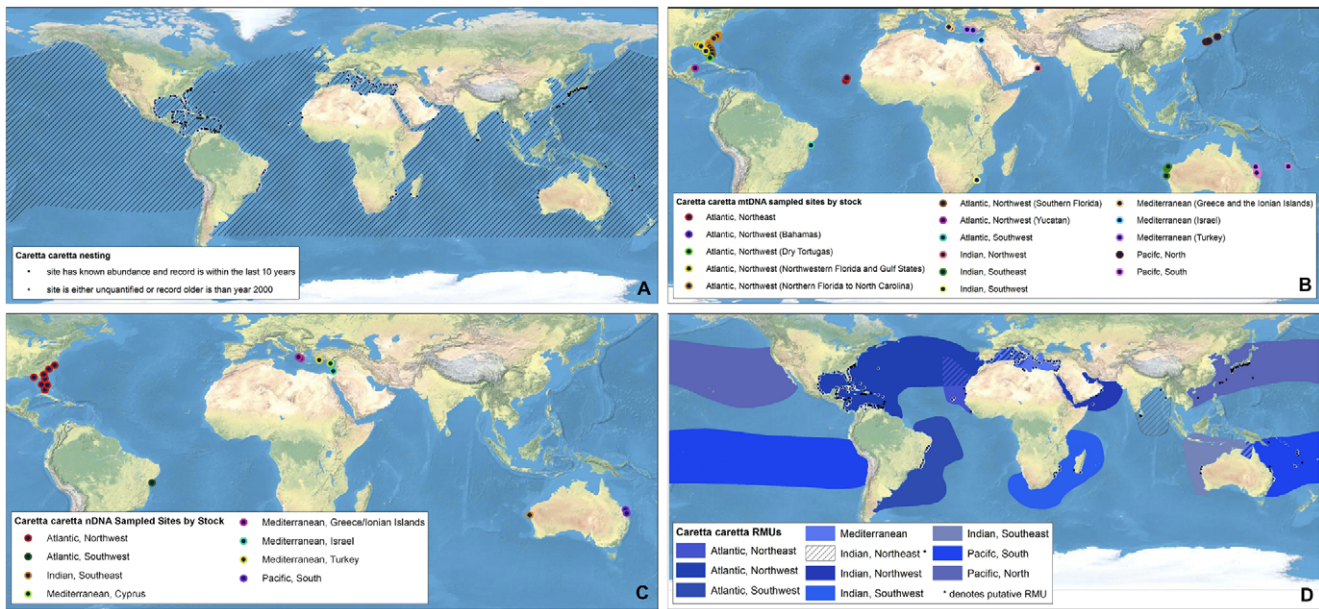 Caretta caretta nesting
site has known abundance and record is within the last 10 years
site is either unquantified or record older is than year 2000
A
Caretta caretta mtDNA sampled sites by stock
Atlantic, Northeast
Atlantic, Northwest (Bahamas)
Atlantic, Northwest (Dry Tortugas)
Atlantic, Northwest (Northwestern Florida and Gulf States)
Atlantic, Northwest (Northern Florida to North Carolina)
Atlantic, Northwest (Southern Florida)
Atlantic, Northwest (Yucatan)
Atlantic, Southwest
Indian, Northwest
Indian, Southeast
Indian, Southwest
Mediterranean (Greece and the Ionian Islands)
Mediterranean (Israel)
Mediterranean (Turkey)
Pacifc, North
Pacifc, South
B
Caretta caretta nDNA Sampled Sites by Stock
Atlantic, Northwest
Atlantic, Southwest
Indian, Southeast
Mediterranean, Cyprus
Mediterranean, Greece/Ionian Islands
Mediterranean, Israel
Mediterranean, Turkey
Pacific, South
C
Caretta caretta RMUs
Atlantic, Northeast
Atlantic, Northwest
Atlantic, Southwest
Mediterranean
Indian, Northeast *
Indian, Northwest
Indian, Southwest
Indian, Southeast
Pacifc, South
Pacifc, North
* denotes putative RMU
D